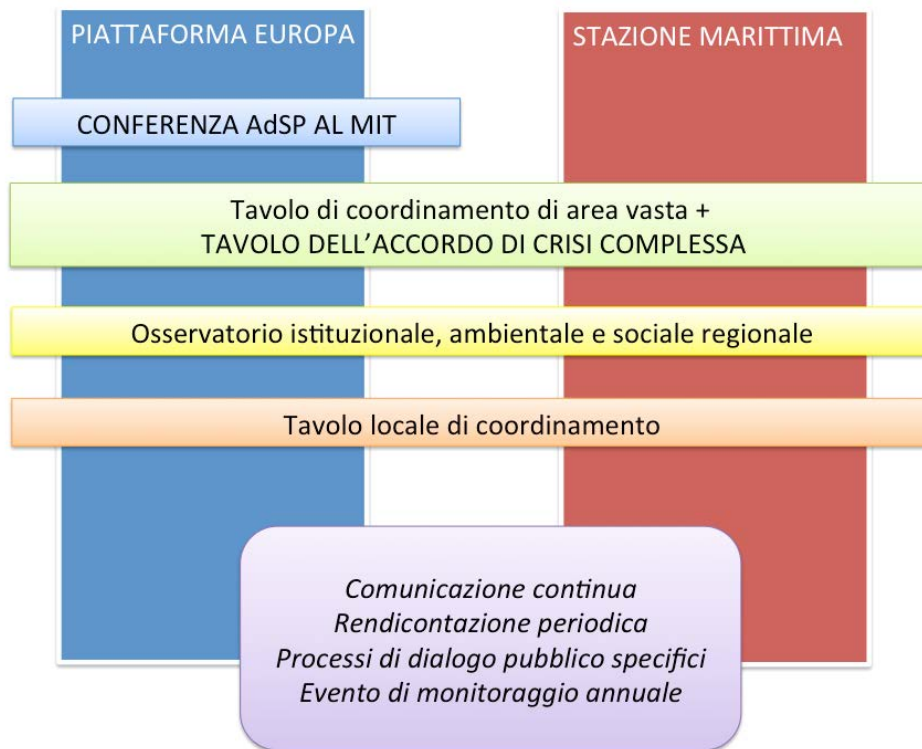 PIATTAFORMA EUROPA
STAZIONE MARITTIMA
CONFERENZA AdSP AL MIT
Tavolo di coordinamento di area vasta +
TAVOLO DELL’ACCORDO DI CRISI COMPLESSA
Osservatorio istituzionale, ambientale e sociale regionale
Tavolo locale di coordinamento
Comunicazione continua
Rendicontazione periodica
Processi di dialogo pubblico specifici
Evento di monitoraggio annuale